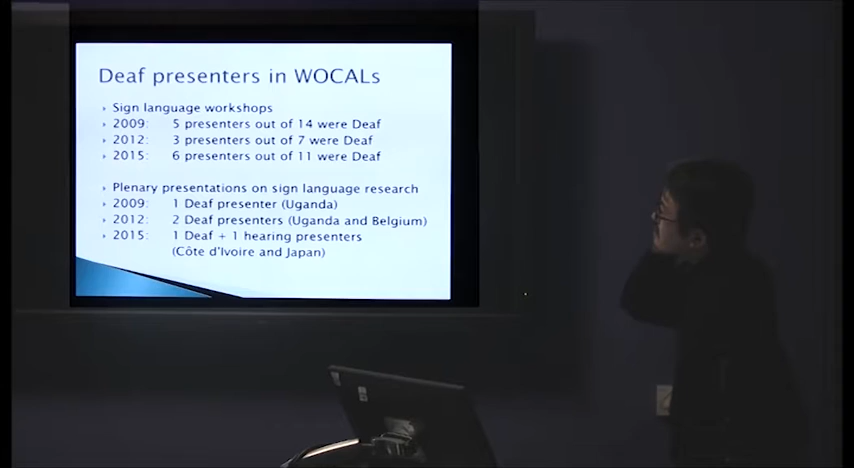 Deaf presenters in WOCALs
Sign language workshops
2009: 5 presenters out of 14 were Deaf
2012: 3 presenters out of 7 were Deaf
2015: 6 presenters out of 11 were Deaf
Plenary presentations on sign language research
2009: 1 Deaf presenter (Uganda)
2012: 2 Deaf presenters (Uganda and Belgium)
2015: 1 Deaf + 1 hearing presenters
(Côte d'Ivoire and Japan)